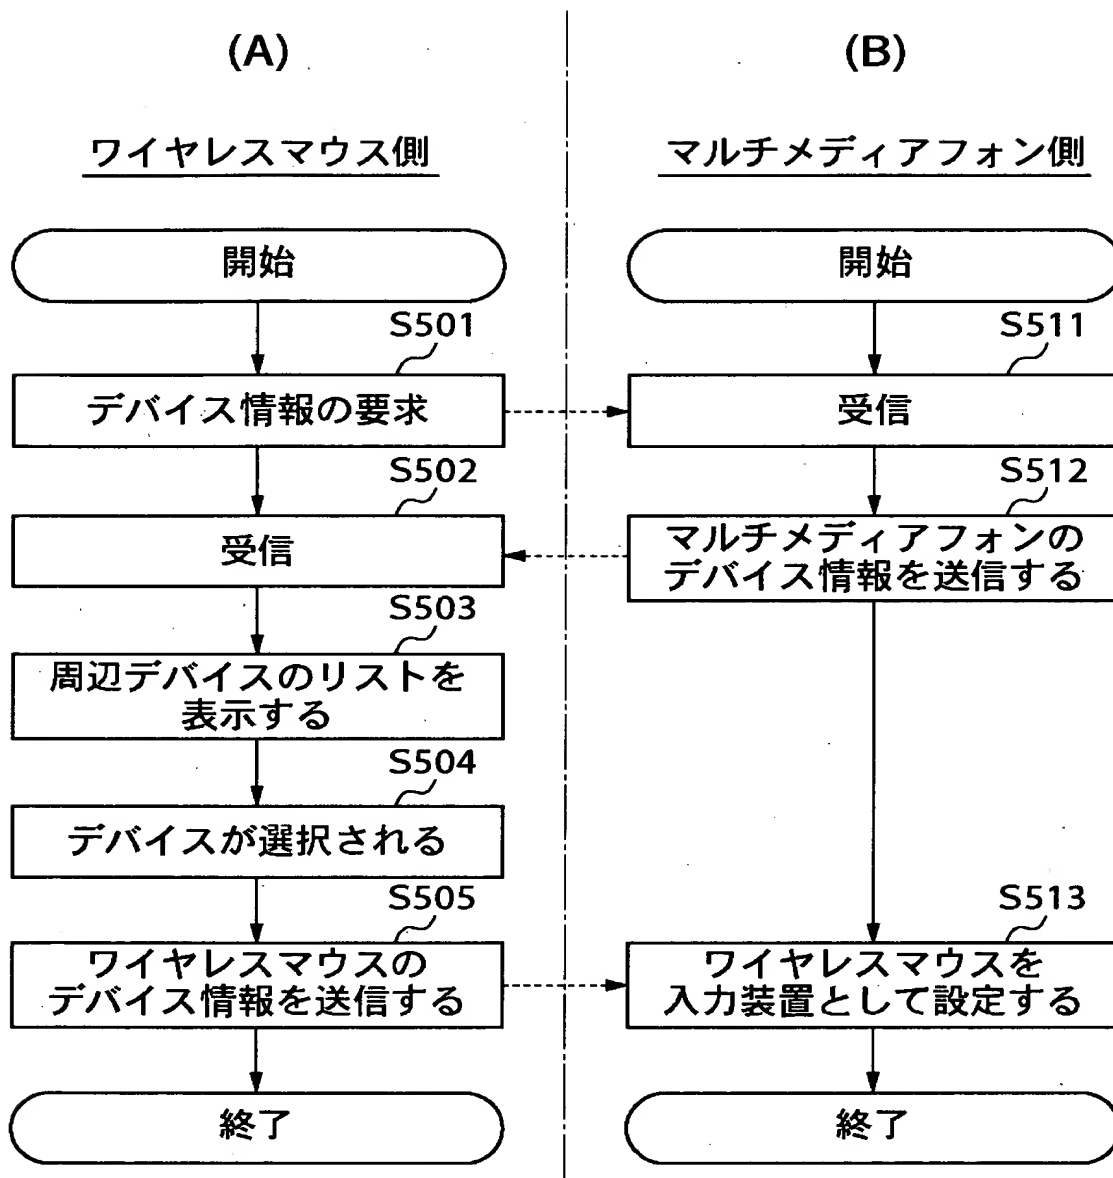 (A)
ワイヤレスマウス側
開始
S501
デバイス情報の要求
S502
受信
S503
周辺デバイスのリストを
表示する
S504
デバイスが選択される
S505
ワイヤレスマウスの
デバイス情報を送信する
終了
(B)
マルチメディアフォン側
開始
S511
受信
S512
マルチメディアフォンの
デバイス情報を送信する
S513
ワイヤレスマウスを
入力装置として設定する
終了